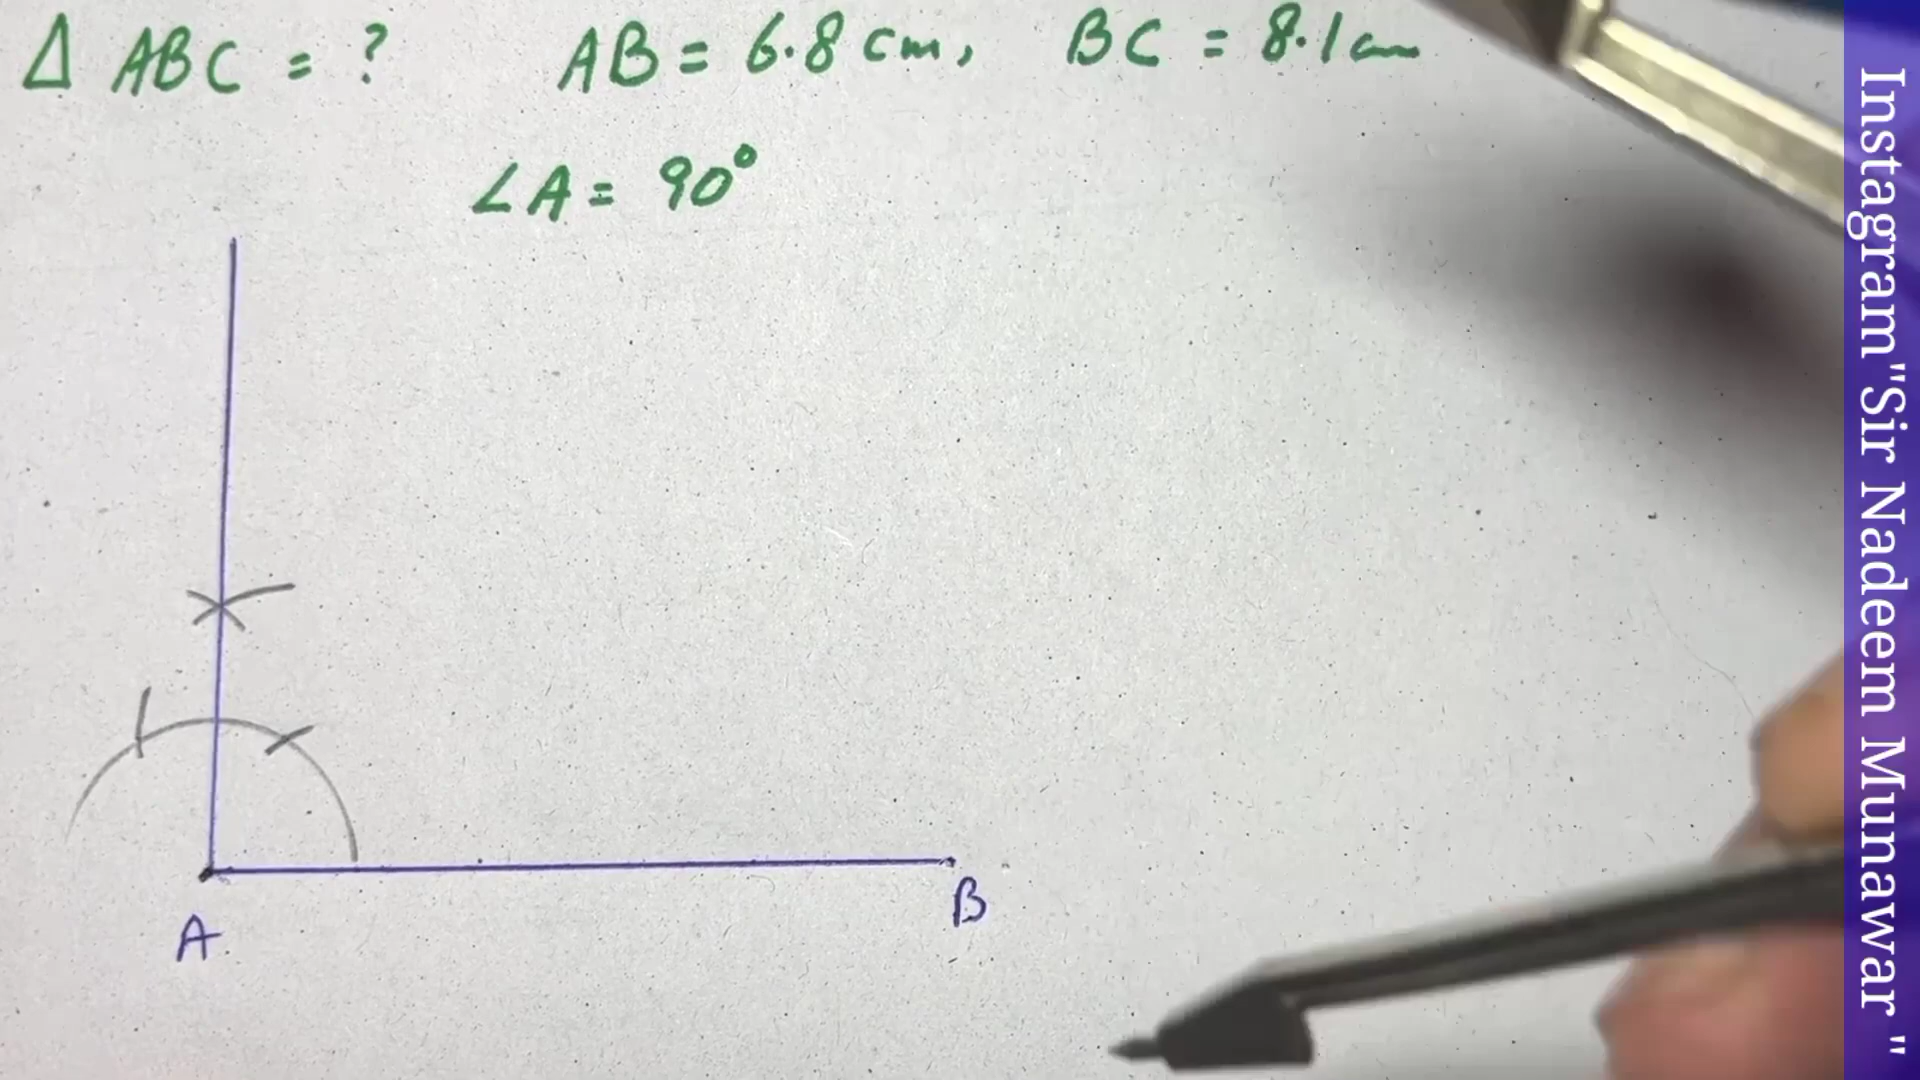 Δ ABC = ? AB = 6.8 cm, BC = 8.1 cm
∠A = 90°
A
B
Instagram"Sir Nadeem Munawar "